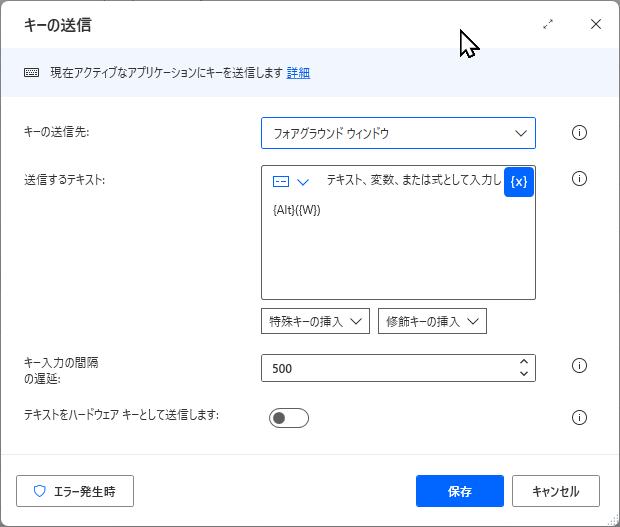 キーの送信
現在アクティブなアプリケーションにキーを送信します 詳細
キーの送信先:
フォアグラウンド ウィンドウ
送信するテキスト:
テキスト、変数、または式として入力し
{x}
{Alt}({W})
特殊キーの挿入
修飾キーの挿入
キー入力の間隔
の遅延:
500
テキストをハードウェア キーとして送信します:
エラー発生時
保存
キャンセル